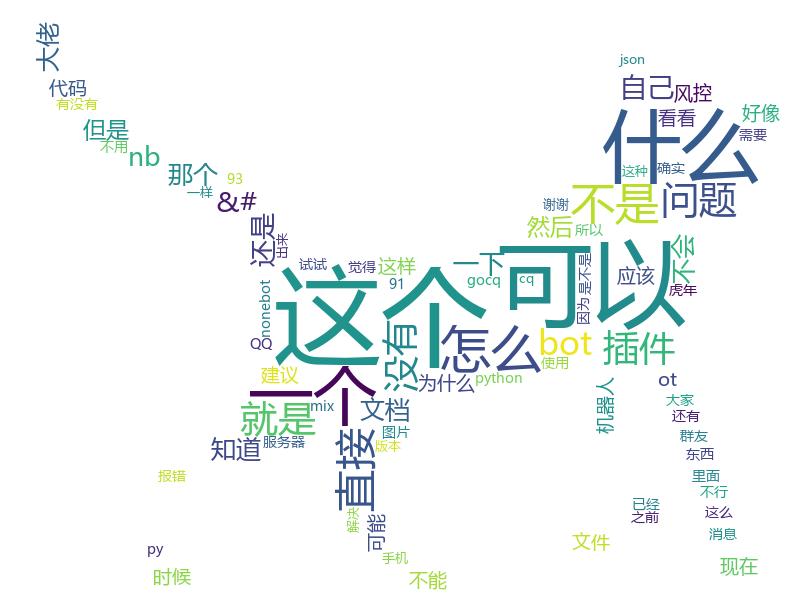 大佬
json
代码
自己
风控
有没有
看看
好像
但是
什么
需要
不用
nb
那个
93
这种
确实
一样
&#
谢谢
不是
问题
还是
出来
然后
所以
试试
觉得
这样
一下
不会
nonebot
91
gocq
cq
是不是
因为
应该
虎年
这个
可以
QQ
没有
怎么
bot
插件
建议
为什么
python
使用
ot
一个
机器人
大家
就是
mix
文档
还有
图片
群友
知道
服务器
版本
东西
直接
报错
里面
不行
解决
可能
已经
之前
这么
py
文件
消息
手机
时候
不能
现在